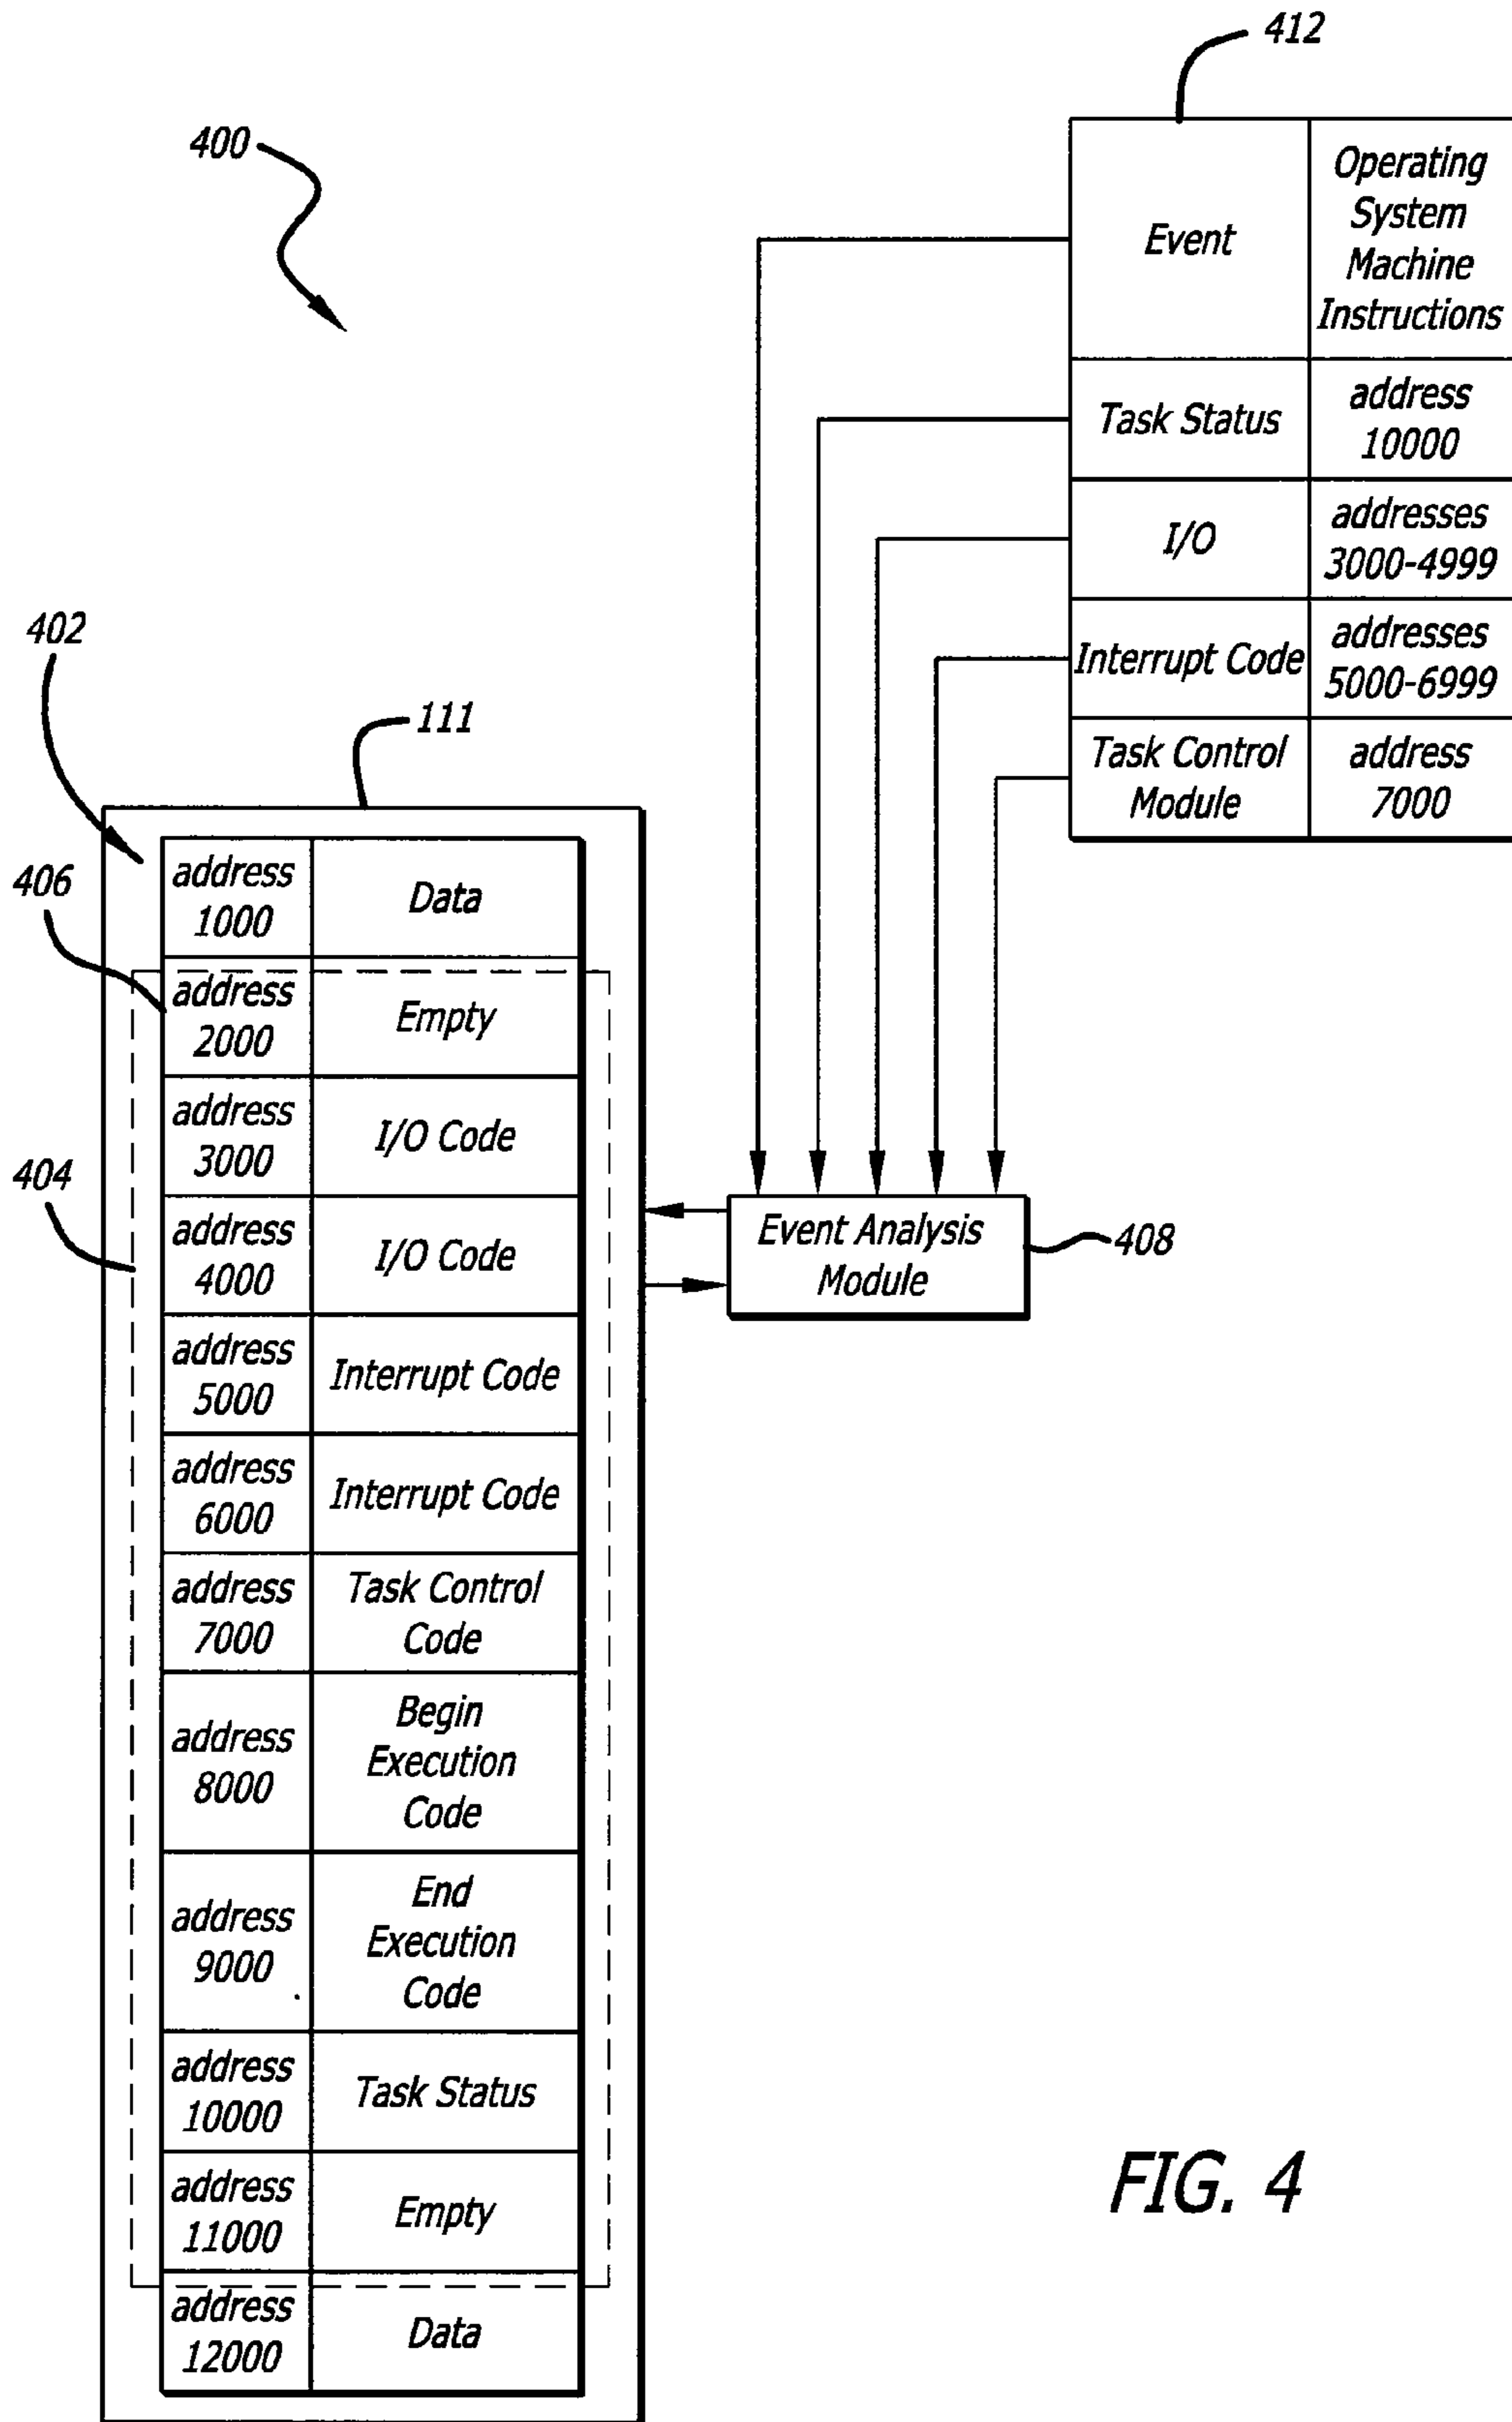 412
400
Event
Operating
System
Machine
Instructions
Task Status
address
10000
I/O
addresses
3000-4999
Interrupt Code
addresses
5000-6999
Task Control
Module
address
7000
402
111
406
404
address
1000
Data
address
2000
Empty
address
3000
I/O Code
address
4000
I/O Code
address
5000
Interrupt Code
address
6000
Interrupt Code
address
7000
Task Control
Code
address
8000
Begin
Execution
Code
address
9000
End
Execution
Code
address
10000
Task Status
address
11000
Empty
address
12000
Data
Event Analysis
Module
408
FIG. 4